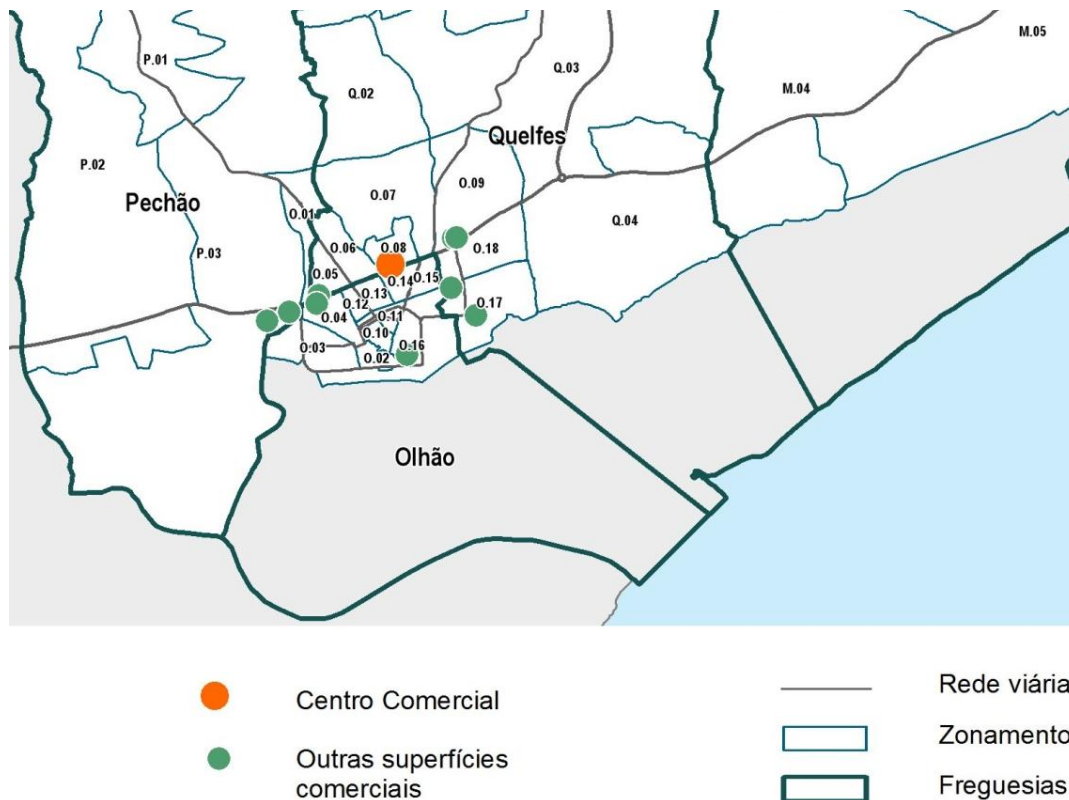 P.01
M.05
Q.03
M.04
Q.02
Quelfes
P.02
O.09
O.07
Pechão
O.01
Q.04
O.06
O.08
O.18
P.03
O.05
O.14
O.15
O.13
O.12
O.17
O.04
O.11
O.10
O.03
O.16
O.02
Olhão
Centro Comercial
Outras superfícies
comerciais
Rede viária
Zonamento
Freguesias